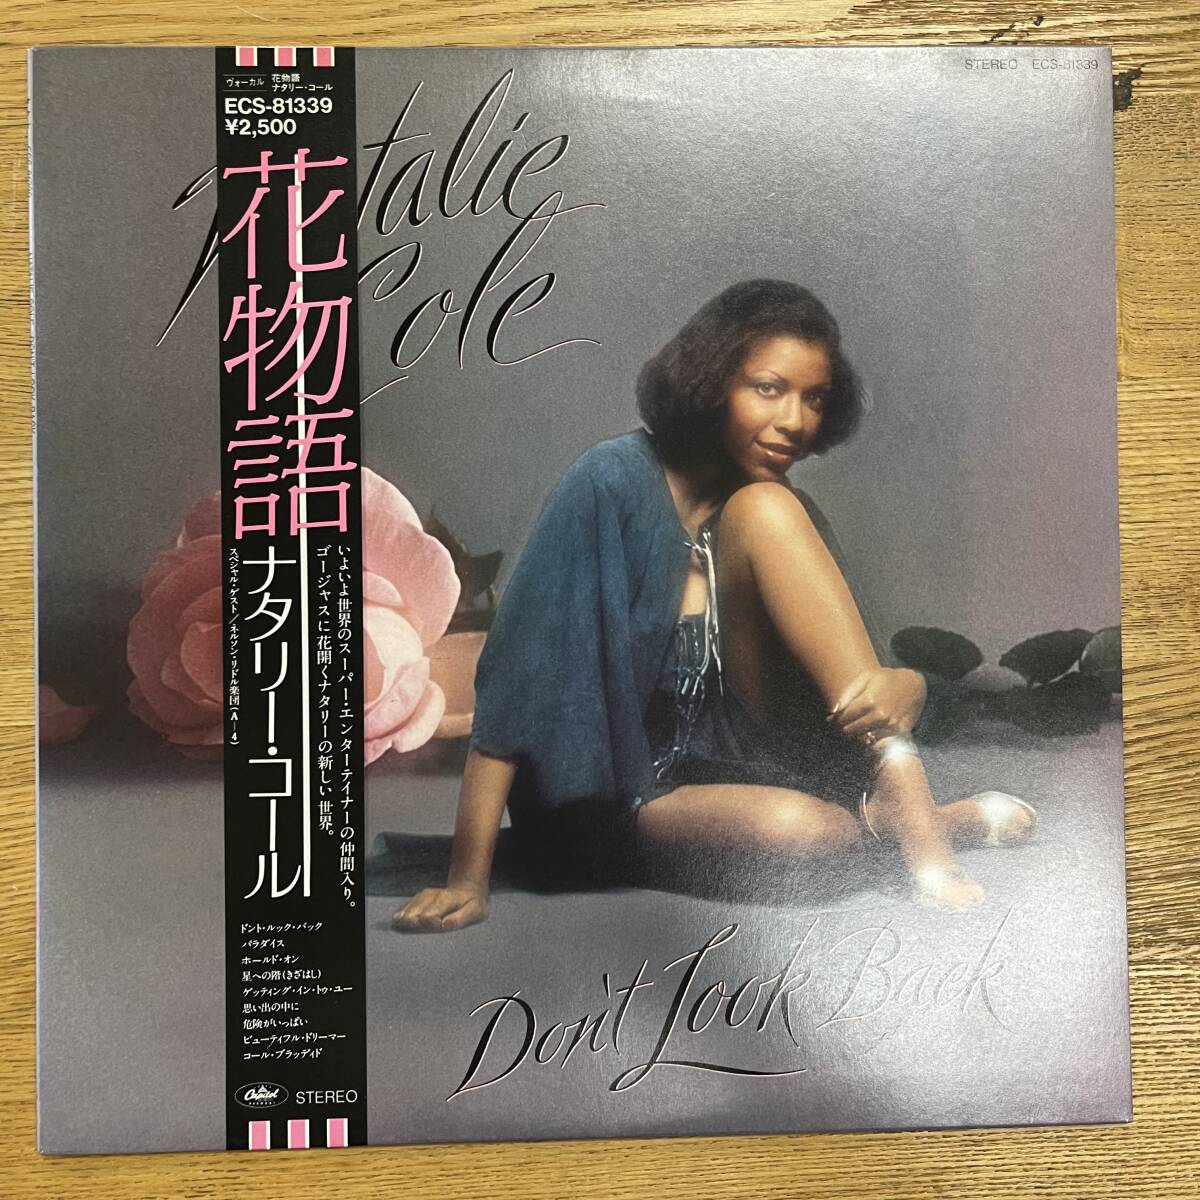 STEREO ECS-81339
ヴォーカル
花物語
ナタリー・コール
ECS-81339
¥2,500
花物語
ナタリー・コール
いよいよ世界のスーパー・エンターテイナーの仲間入り。
ゴージャスに花開くナタリーの新しい世界。
スペシャル・ゲスト/ネルソン・リドル楽団(A-4)
ドント・ルック・バック
パラダイス
ホールド・オン
星への階(きざはし)
ゲッティング・イン・トゥ・ユー
思い出の中に
危険がいっぱい
ビューティフル・ドリーマー
コール・ブラッディド
Capitol
STEREO
talie
Cole
Don't Look Back